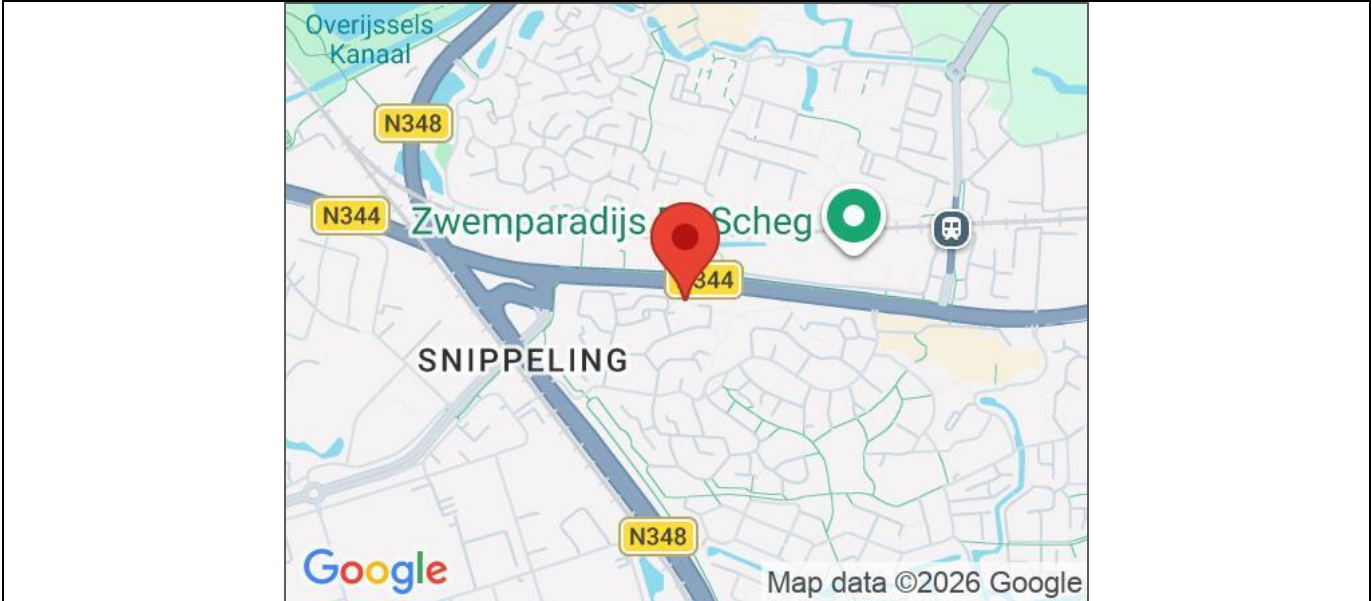 Overijssels
Kanaal
N348
N344
Zwemparadijs
Scheg
344
SNIPPELING
N348
Google
Map data ©2026 Google